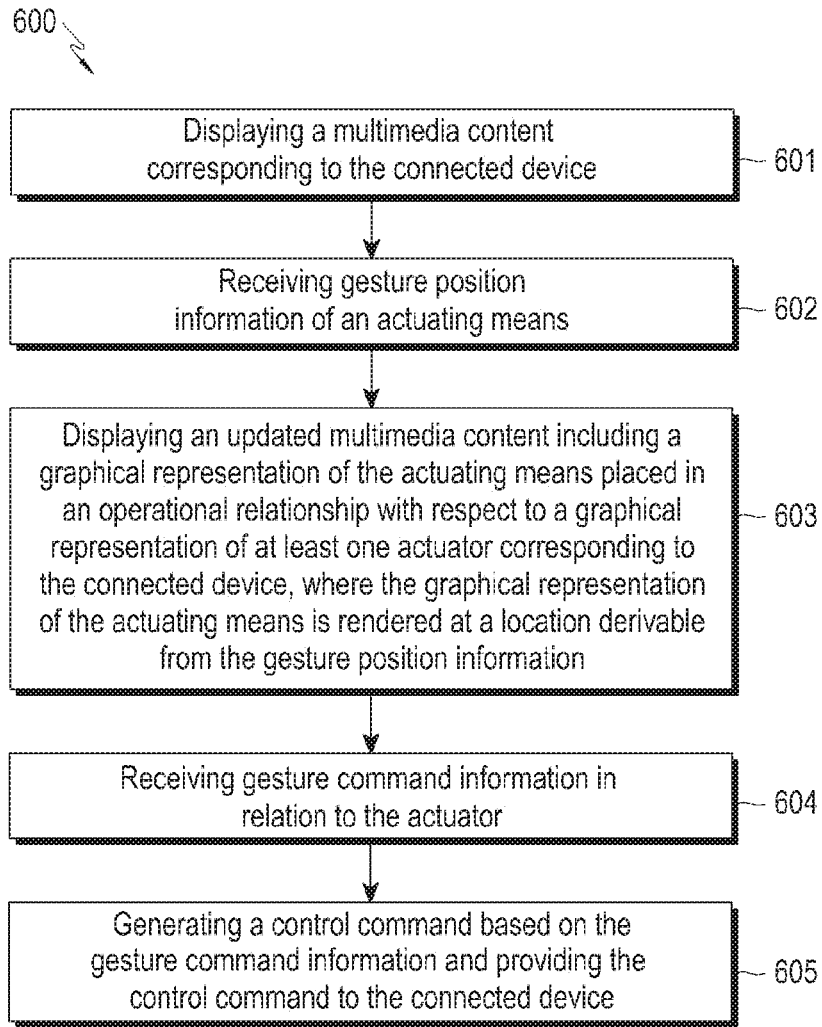 600
Displaying a multimedia content
corresponding to the connected device
601
Receiving gesture position
information of an actuating means
602
Displaying an updated multimedia content including a
graphical representation of the actuating means placed in
an operational relationship with respect to a graphical
representation of at least one actuator corresponding to
the connected device, where the graphical representation
of the actuating means is rendered at a location derivable
from the gesture position information
603
Receiving gesture command information in
relation to the actuator
604
Generating a control command based on the
gesture command information and providing the
control command to the connected device
605